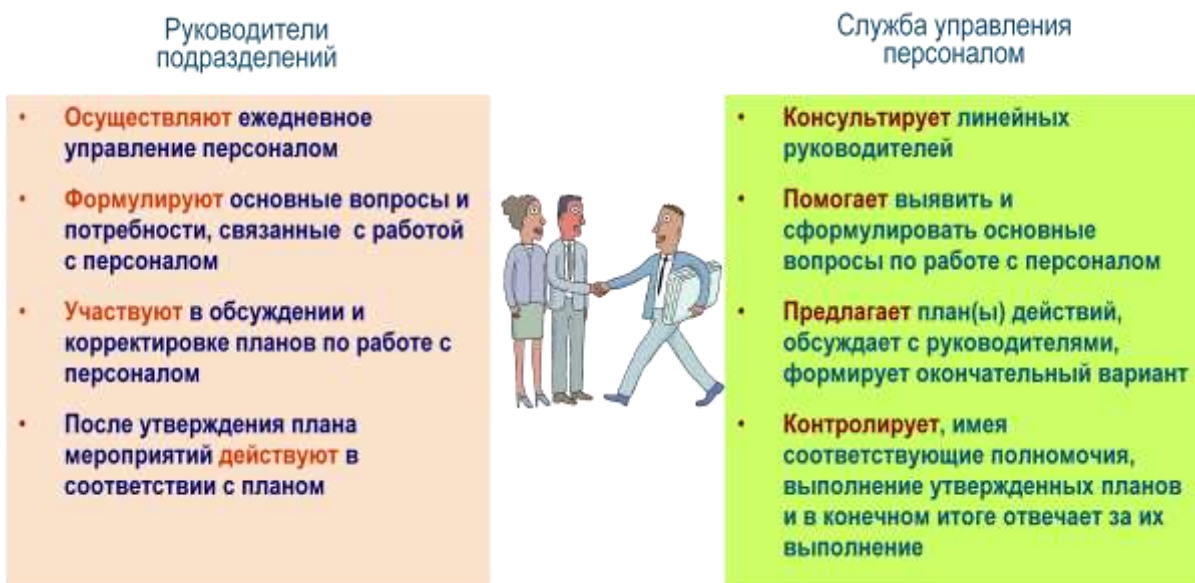 Руководители
подразделений
• Осуществляют ежедневное
управление персоналом
• Формулируют основные вопросы и
потребности, связанные с работой
с персоналом
• Участвуют в обсуждении и
корректировке планов по работе с
персоналом
• После утверждения плана
мероприятий действуют в
соответствии с планом
Служба управления
персоналом
• Консультирует линейных
руководителей
• Помогает выявить и
сформулировать основные
вопросы по работе с персоналом
• Предлагает план(ы) действий,
обсуждает с руководителями,
формирует окончательный вариант
• Контролирует, имея
соответствующие полномочия,
выполнение утвержденных планов
и в конечном итоге отвечает за их
выполнение